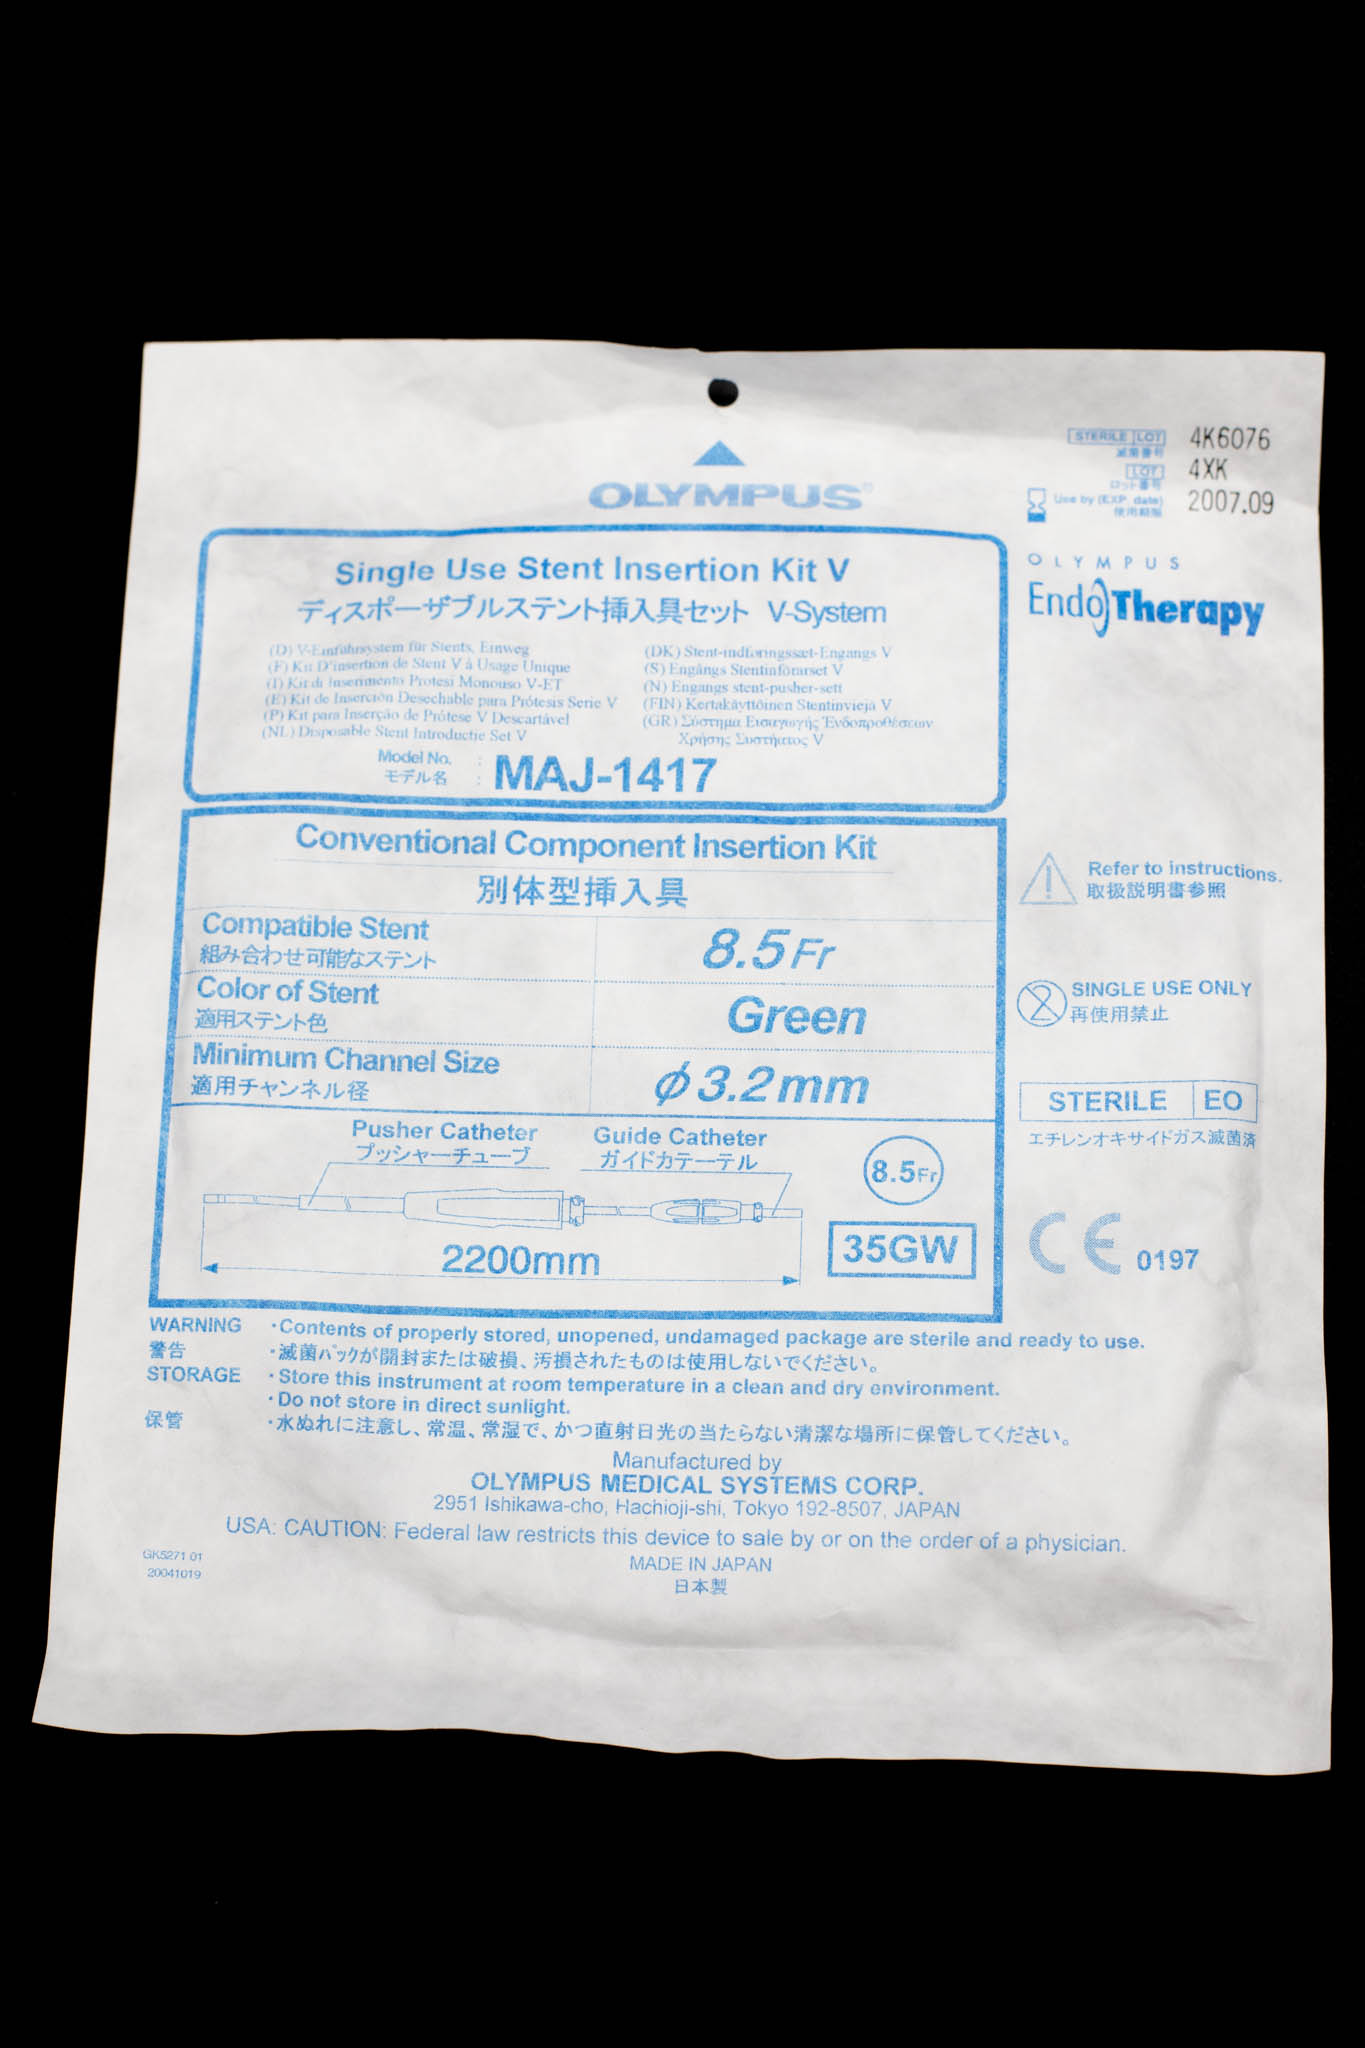 OLYMPUS®
STERILE LOT 4K6076
滅菌番号
LOT 4XK
ロット番号
Use by (EXP. date) 2007.09
使用期限
OLYMPUS
EndoTherapy
Single Use Stent Insertion Kit V
ディスポーザブルステント挿入具セット V-System
(D) V-Einführsystem für Stents, Einweg
(F) Kit D'insertion de Stent V à Usage Unique
(I) Kit di Inserimento Protesi Monouso V-ET
(E) Kit de Inserción Desechable para Prótesis Serie V
(P) Kit para Inserção de Prótese V Descartável
(NL) Disposable Stent Introductie Set V
(DK) Stent-indføringssæt-Engangs V
(S) Engångs Stentinförarset V
(N) Engangs stent-pusher-sett
(FIN) Kertakäyttöinen Stentinvieja V
(GR) Σύστημα Εισαγωγής Ἐνδοπροθέσεων
Χρήσης Συστήματος V
Model No. :
モデル名 : MAJ-1417
Conventional Component Insertion Kit
別体型挿入具
Compatible Stent 8.5Fr
組み合わせ可能なステント
Color of Stent Green
適用ステント色
Minimum Channel Size φ3.2mm
適用チャンネル径
Pusher Catheter
プッシャーチューブ
Guide Catheter
ガイドカテーテル
8.5Fr
35GW
2200mm
Refer to instructions.
取扱説明書参照
SINGLE USE ONLY
再使用禁止
STERILE EO
エチレンオキサイドガス滅菌済
CE 0197
WARNING ・Contents of properly stored, unopened, undamaged package are sterile and ready to use.
警告 ・滅菌パックが開封または破損、汚損されたものは使用しないでください。
STORAGE ・Store this instrument at room temperature in a clean and dry environment.
・Do not store in direct sunlight.
保管 ・水ぬれに注意し、常温、常湿で、かつ直射日光の当たらない清潔な場所に保管してください。
Manufactured by
OLYMPUS MEDICAL SYSTEMS CORP.
2951 Ishikawa-cho, Hachioji-shi, Tokyo 192-8507, JAPAN
USA: CAUTION: Federal law restricts this device to sale by or on the order of a physician.
MADE IN JAPAN
日本製
GK5271 01
20041019